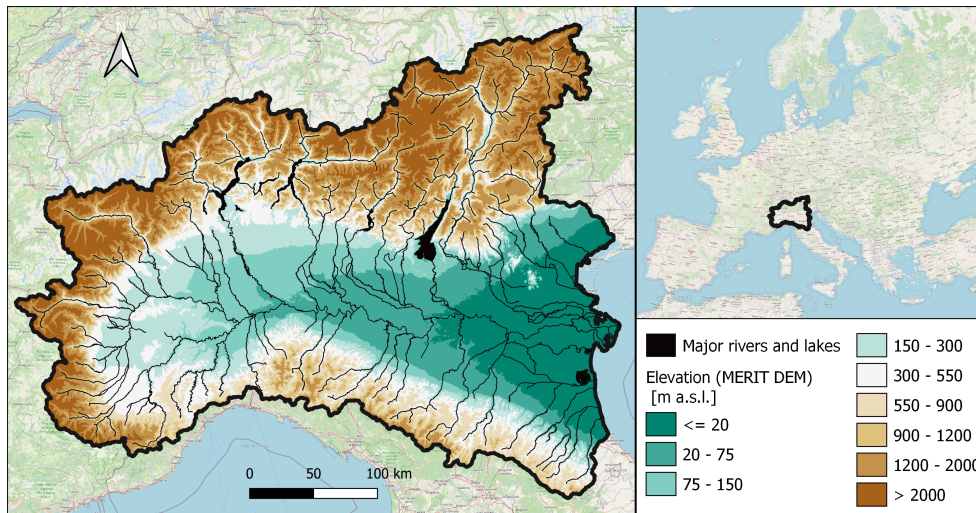 0 50 100 km
Major rivers and lakes
Elevation (MERIT DEM)
[m a.s.l.]
<= 20
20 - 75
75 - 150
150 - 300
300 - 550
550 - 900
900 - 1200
1200 - 2000
> 2000